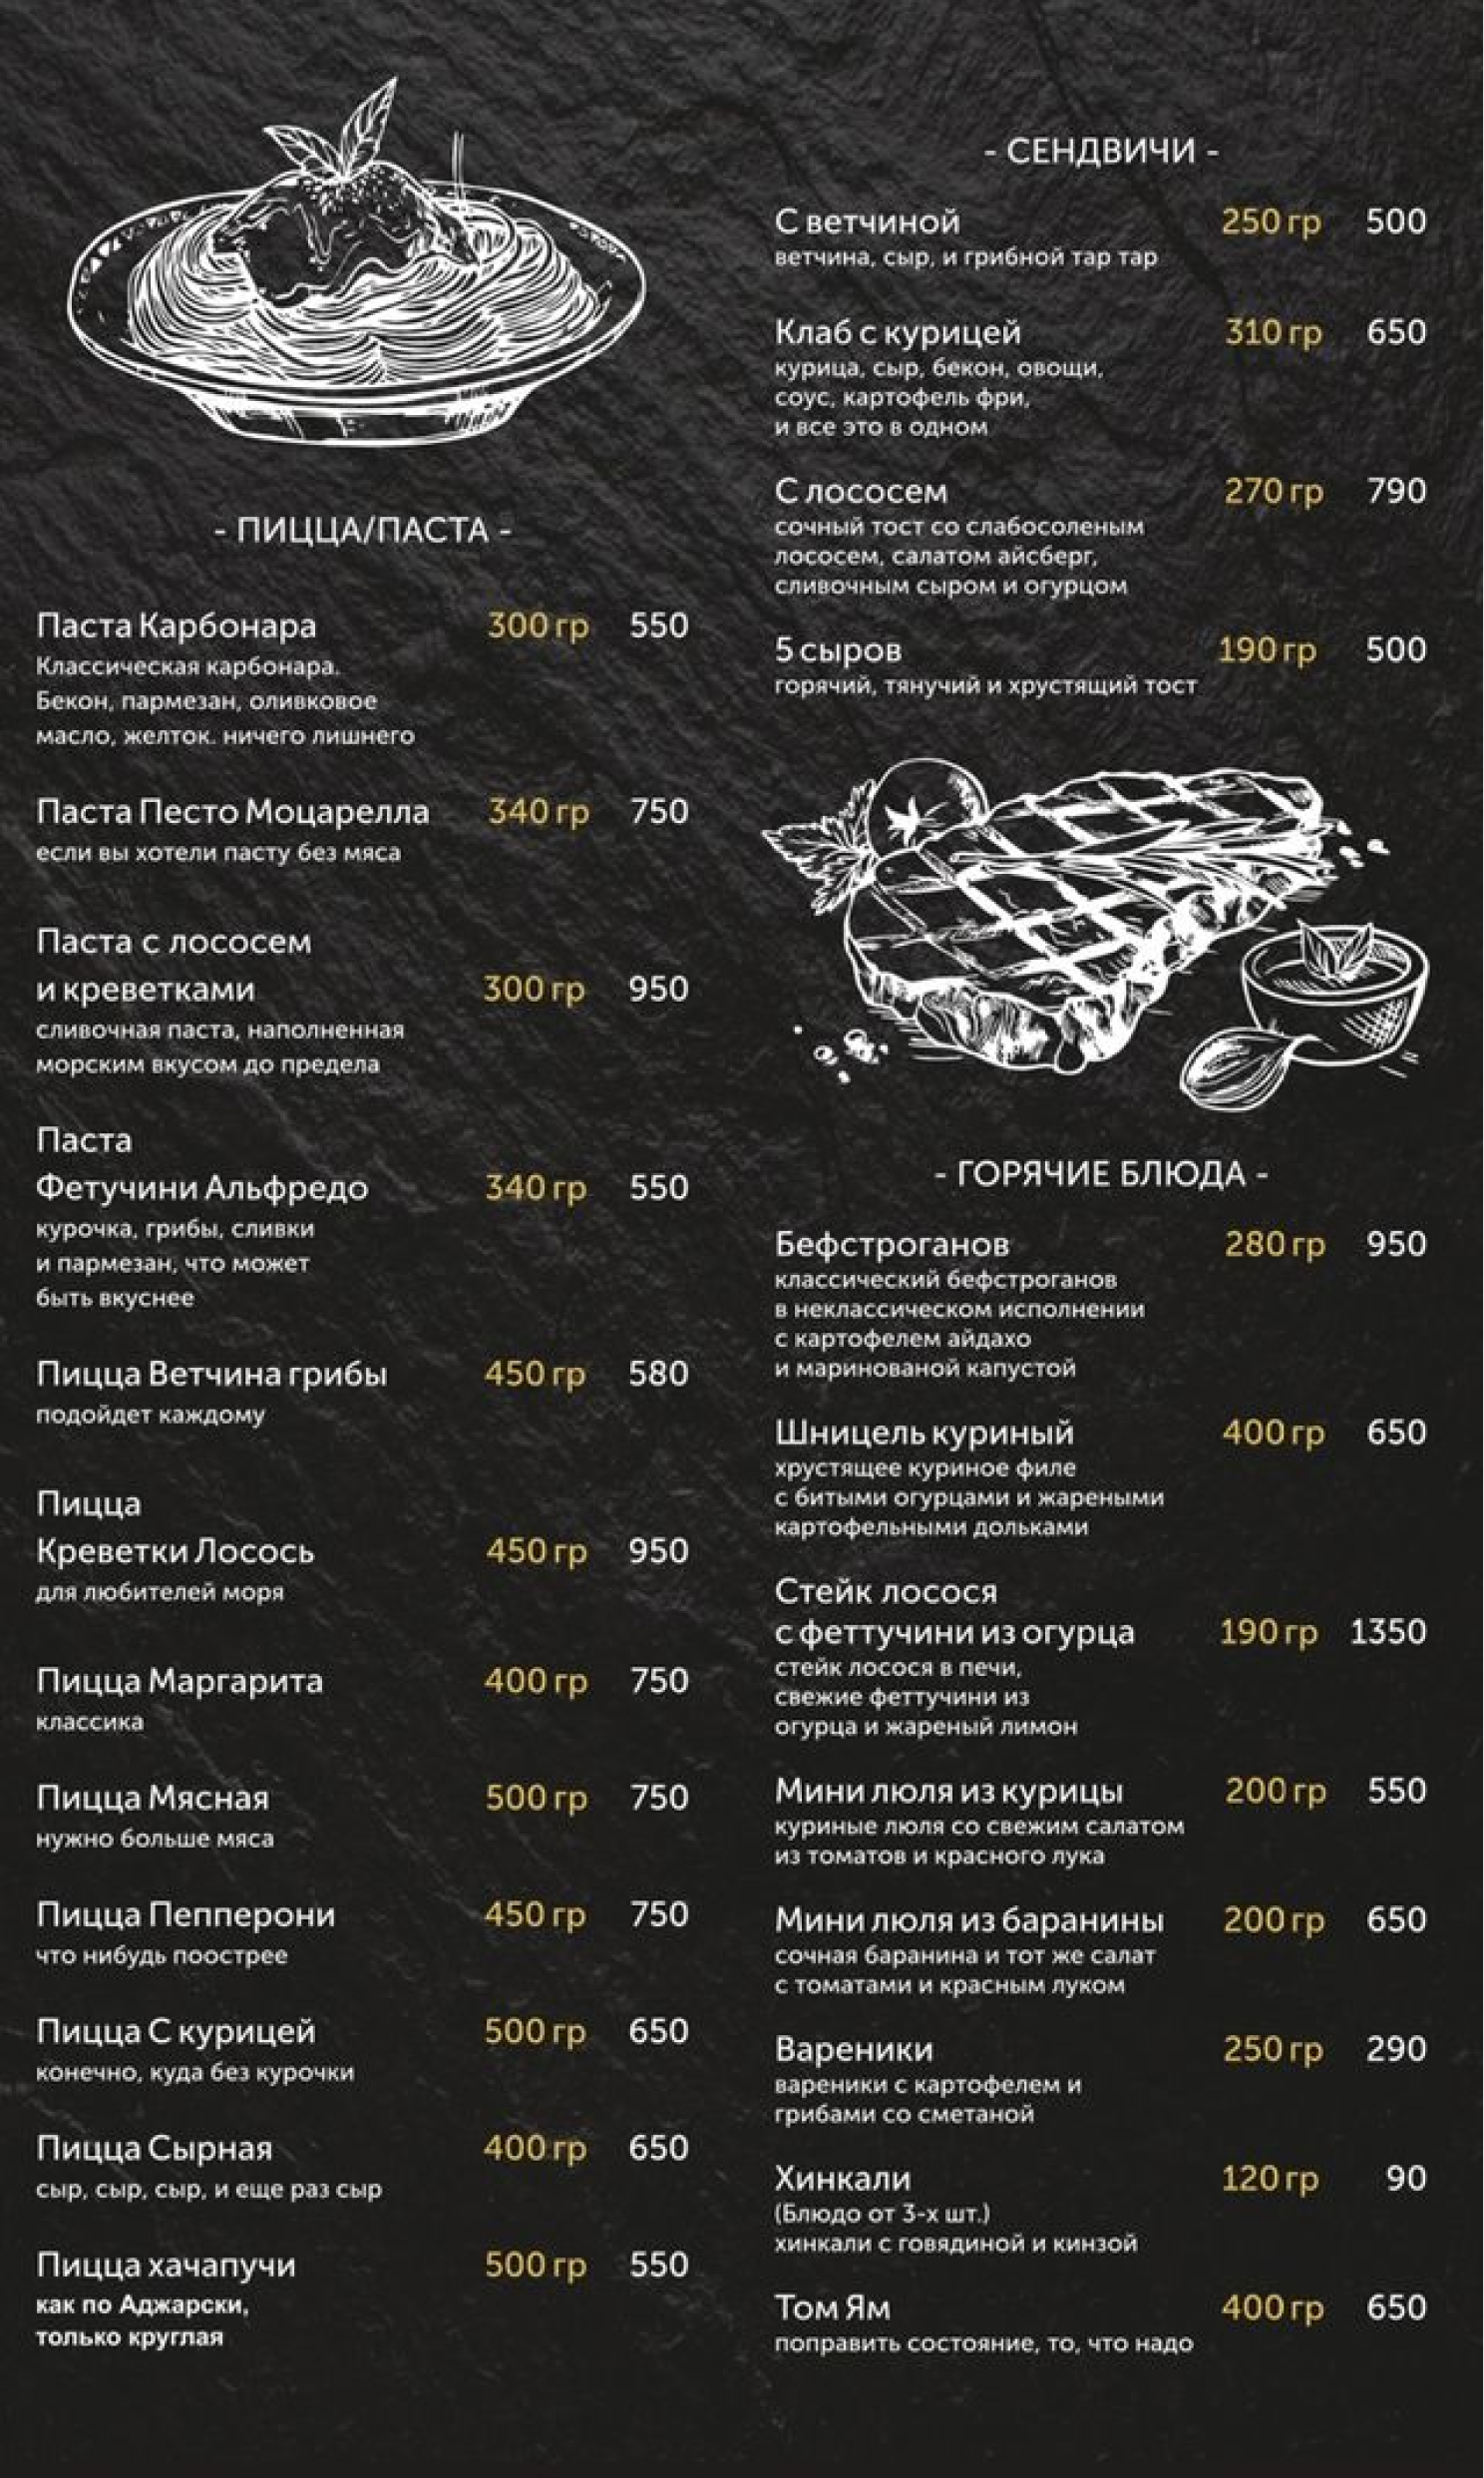 - ПИЦЦА/ПАСТА -
Паста Карбонара 300 гр 550
Классическая карбонара.
Бекон, пармезан, оливковое
масло, желток. ничего лишнего
Паста Песто Моцарелла 340 гр 750
если вы хотели пасту без мяса
Паста с лососем
и креветками 300 гр 950
сливочная паста, наполненная
морским вкусом до предела
Паста
Фетучини Альфредо 340 гр 550
курочка, грибы, сливки
и пармезан, что может
быть вкуснее
Пицца Ветчина грибы 450 гр 580
подойдет каждому
Пицца
Креветки Лосось 450 гр 950
для любителей моря
Пицца Маргарита 400 гр 750
классика
Пицца Мясная 500 гр 750
нужно больше мяса
Пицца Пепперони 450 гр 750
что нибудь поострее
Пицца С курицей 500 гр 650
конечно, куда без курочки
Пицца Сырная 400 гр 650
сыр, сыр, сыр, и еще раз сыр
Пицца хачапучи 500 гр 550
как по Аджарски,
только круглая
- СЕНДВИЧИ -
С ветчиной 250 гр 500
ветчина, сыр, и грибной тар тар
Клаб с курицей 310 гр 650
курица, сыр, бекон, овощи,
соус, картофель фри,
и все это в одном
С лососем 270 гр 790
сочный тост со слабосоленым
лососем, салатом айсберг,
сливочным сыром и огурцом
5 сыров 190 гр 500
горячий, тянучий и хрустящий тост
- ГОРЯЧИЕ БЛЮДА -
Бефстроганов 280 гр 950
классический бефстроганов
в неклассическом исполнении
с картофелем айдахо
и маринованой капустой
Шницель куриный 400 гр 650
хрустящее куриное филе
с битыми огурцами и жареными
картофельными дольками
Стейк лосося
с феттучини из огурца 190 гр 1350
стейк лосося в печи,
свежие феттучини из
огурца и жареный лимон
Мини люля из курицы 200 гр 550
куриные люля со свежим салатом
из томатов и красного лука
Мини люля из баранины 200 гр 650
сочная баранина и тот же салат
с томатами и красным луком
Вареники 250 гр 290
вареники с картофелем и
грибами со сметаной
Хинкали 120 гр 90
(Блюдо от 3-х шт.)
хинкали с говядиной и кинзой
Том Ям 400 гр 650
поправить состояние, то, что надо